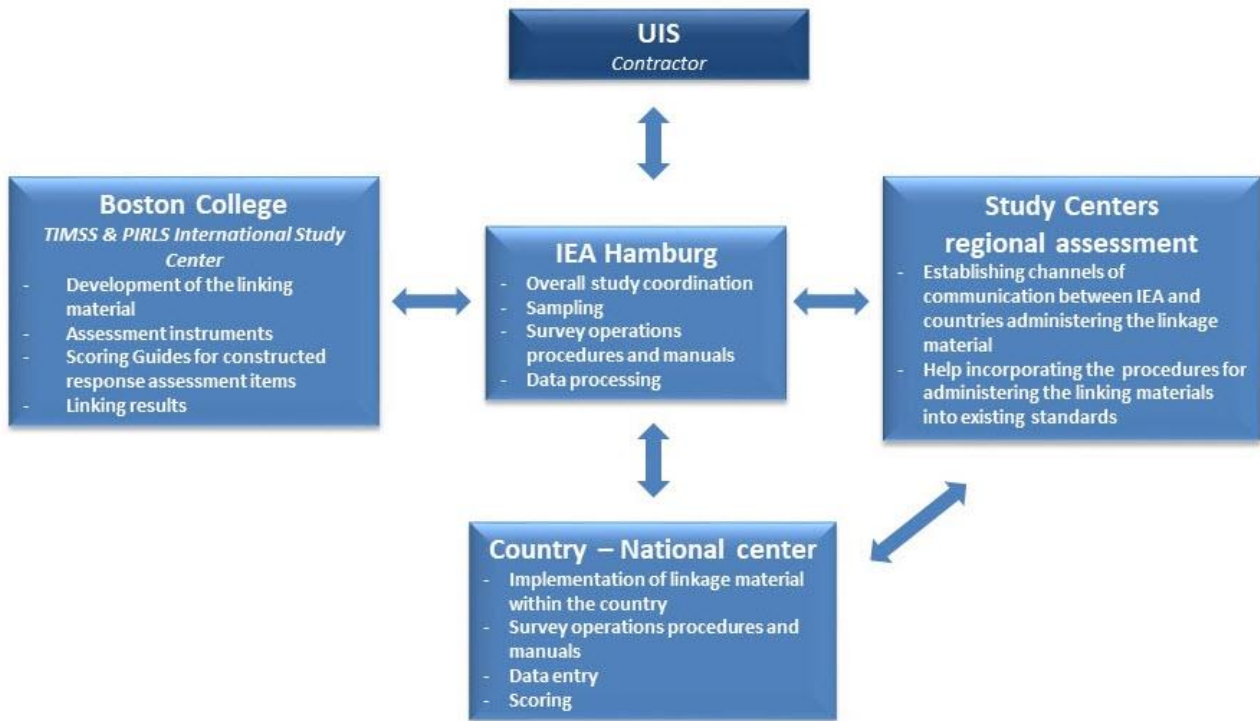 UIS
Contractor
Boston College
TIMSS & PIRLS International Study
Center
- Development of the linking
material
- Assessment instruments
- Scoring Guides for constructed
response assessment items
- Linking results
IEA Hamburg
- Overall study coordination
- Sampling
- Survey operations
procedures and manuals
- Data processing
Study Centers
regional assessment
- Establishing channels of
communication between IEA and
countries administering the linkage
material
- Help incorporating the procedures for
administering the linking materials
into existing standards
Country – National center
- Implementation of linkage material
within the country
- Survey operations procedures and
manuals
- Data entry
- Scoring